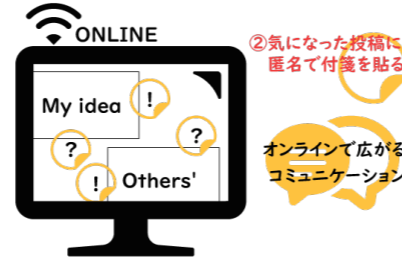 ONLINE
②気になった投稿に
匿名で付箋を貼る
My idea
!
?
?
!
Others'
オンラインで広がる
コミュニケーション